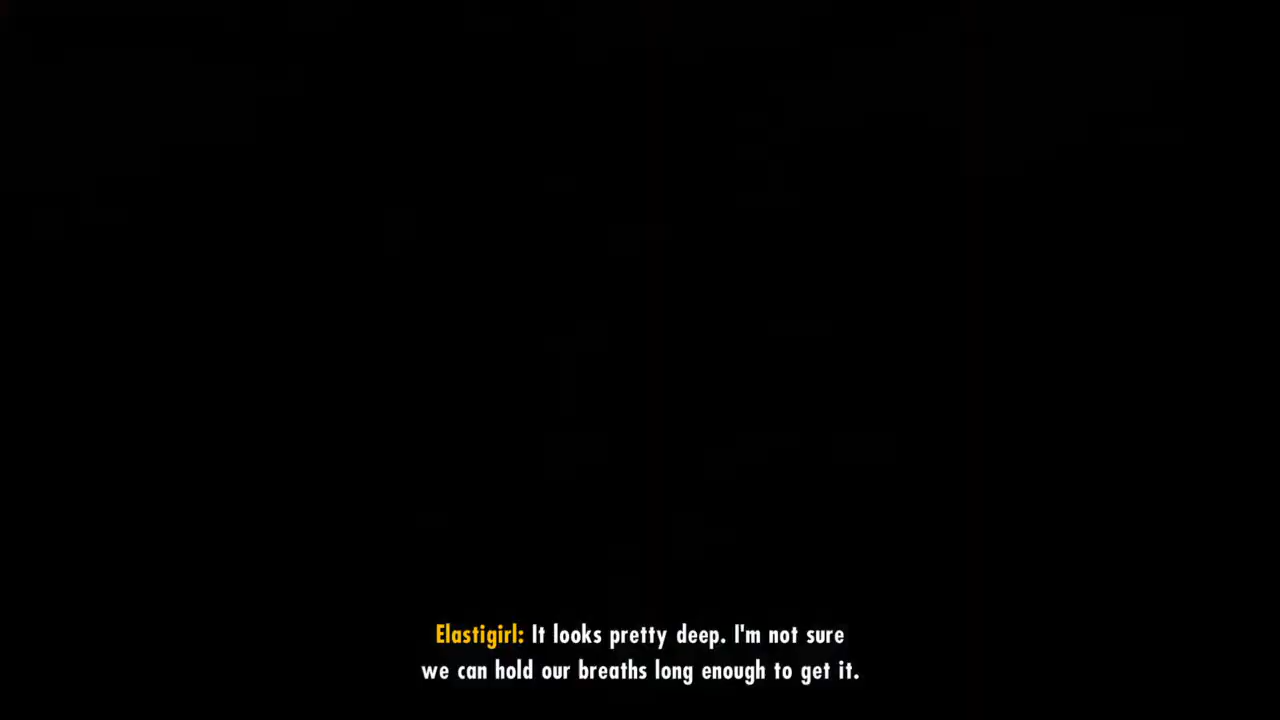 Elastigirl: It looks pretty deep. I'm not sure
we can hold our breaths long enough to get it.